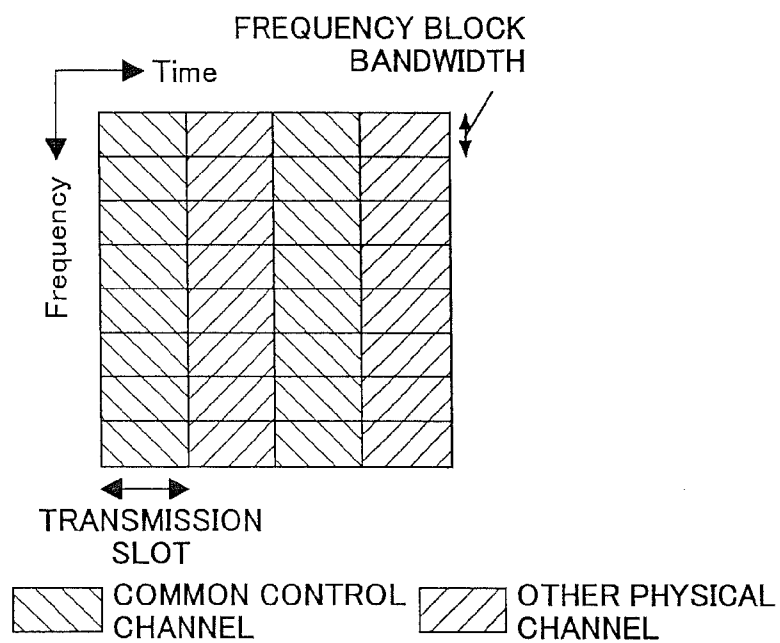 FREQUENCY BLOCK
BANDWIDTH
Time
Frequency
TRANSMISSION
SLOT
COMMON CONTROL
CHANNEL
OTHER PHYSICAL
CHANNEL